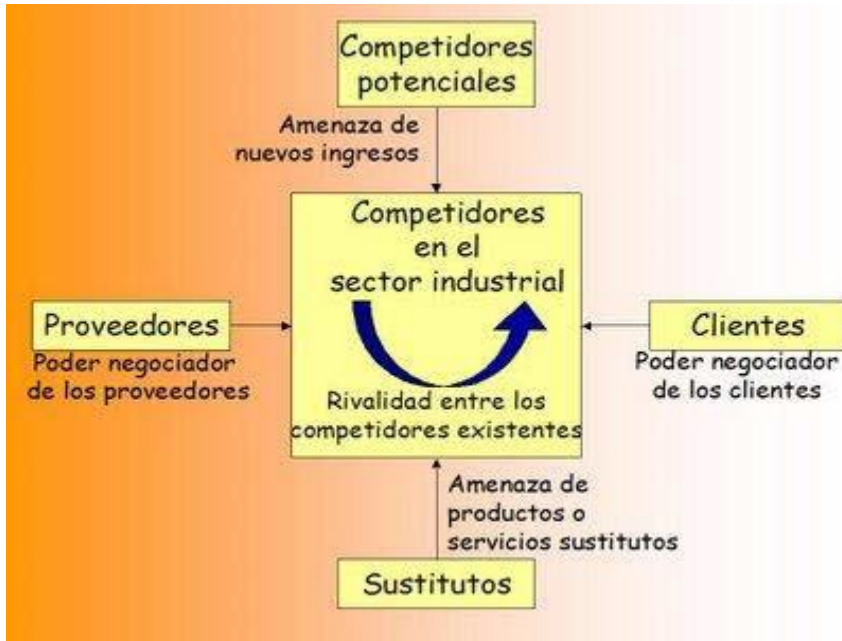 Competidores
potenciales
Amenaza de
nuevos ingresos
Competidores
en el
sector industrial
Proveedores
Poder negociador
de los proveedores
Clientes
Poder negociador
de los clientes
Rivalidad entre los
competidores existentes
Amenaza de
productos o
servicios sustitutos
Sustitutos